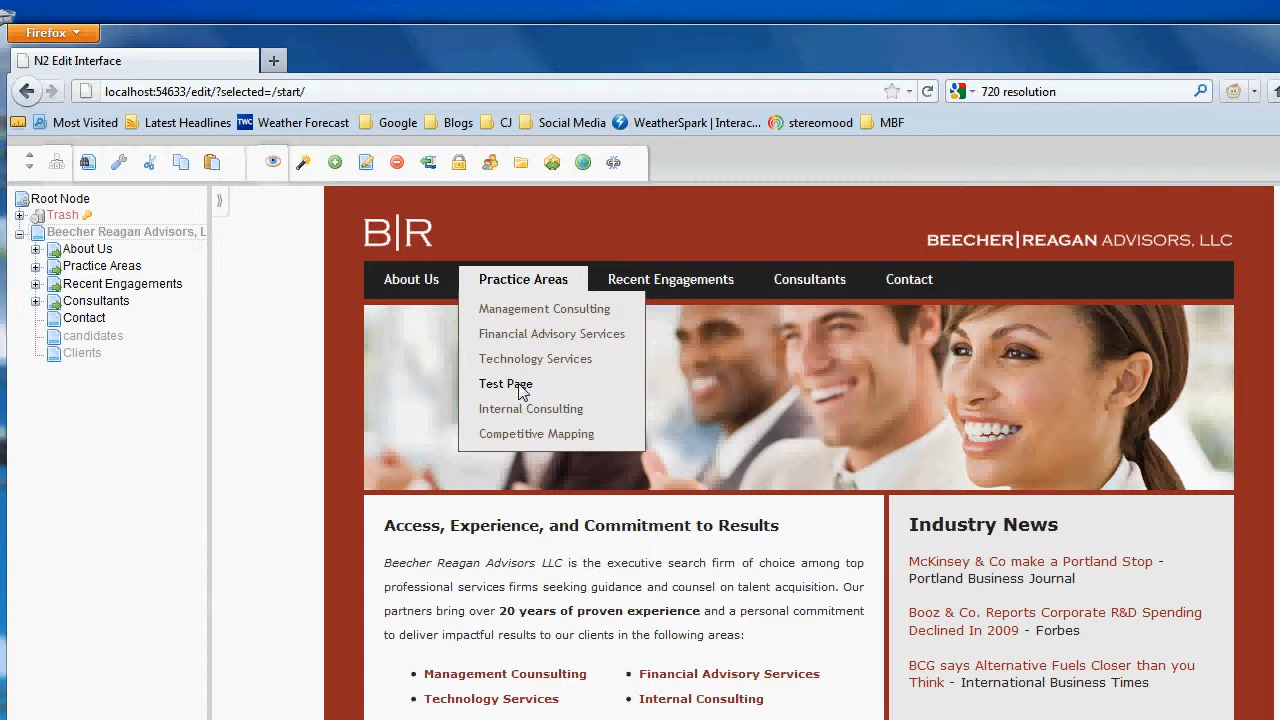 Firefox
N2 Edit Interface
localhost:54633/edit/?selected=/start/
720 resolution
Most Visited
Latest Headlines
TWC Weather Forecast
Google
Blogs
CJ
Social Media
WeatherSpark | Interac...
stereomood
MBF
Root Node
Trash
Beecher Reagan Advisors, L
About Us
Practice Areas
Recent Engagements
Consultants
Contact
candidates
Clients
B|R
BEECHER|REAGAN ADVISORS, LLC
About Us
Practice Areas
Recent Engagements
Consultants
Contact
Management Consulting
Financial Advisory Services
Technology Services
Test Page
Internal Consulting
Competitive Mapping
Access, Experience, and Commitment to Results
Beecher Reagan Advisors LLC is the executive search firm of choice among top
professional services firms seeking guidance and counsel on talent acquisition. Our
partners bring over 20 years of proven experience and a personal commitment
to deliver impactful results to our clients in the following areas:
• Management Counsulting
• Financial Advisory Services
• Technology Services
• Internal Consulting
Industry News
McKinsey & Co make a Portland Stop -
Portland Business Journal
Booz & Co. Reports Corporate R&D Spending
Declined In 2009 - Forbes
BCG says Alternative Fuels Closer than you
Think - International Business Times